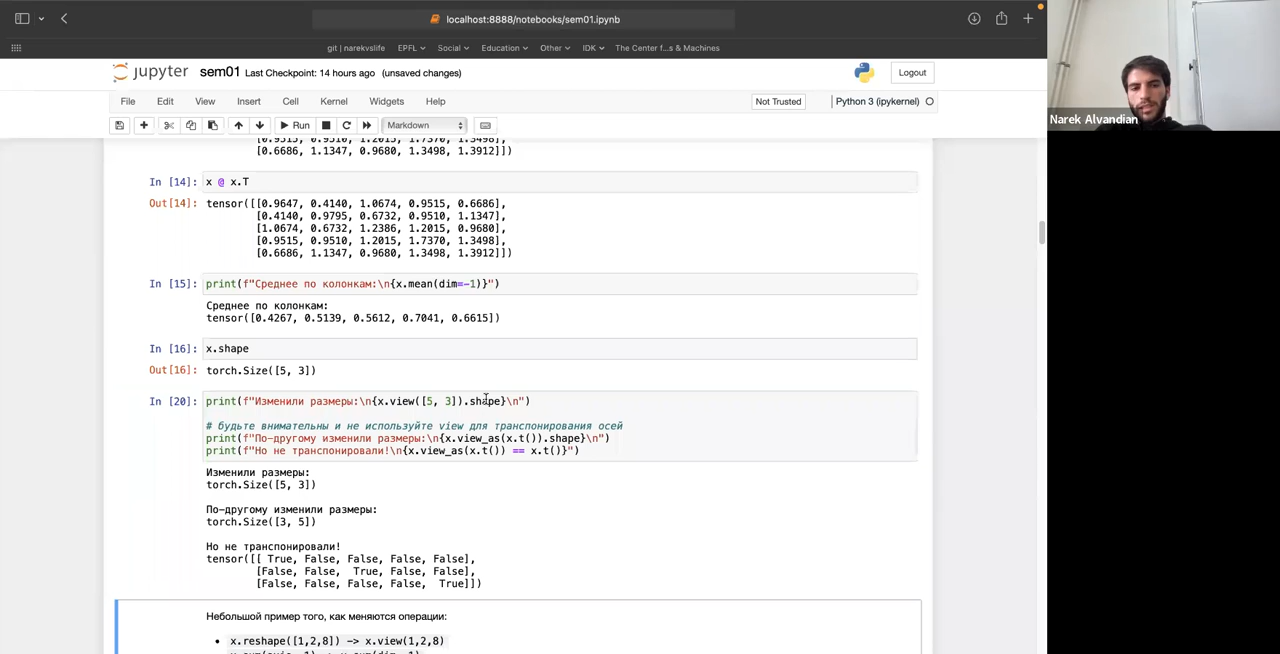 localhost:8888/notebooks/sem01.ipynb
git | narekvslife EPFL Social Education Other IDK The Center f...s & Machines
jupyter sem01 Last Checkpoint: 14 hours ago (unsaved changes) Logout
File Edit View Insert Cell Kernel Widgets Help Not Trusted Python 3 (ipykernel)
Run Markdown
Narek Alvandian
[0.6686, 1.1347, 0.9680, 1.3498, 1.3912]])
In [14]: x @ x.T
Out[14]: tensor([[0.9647, 0.4140, 1.0674, 0.9515, 0.6686],
[0.4140, 0.9795, 0.6732, 0.9510, 1.1347],
[1.0674, 0.6732, 1.2386, 1.2015, 0.9680],
[0.9515, 0.9510, 1.2015, 1.7370, 1.3498],
[0.6686, 1.1347, 0.9680, 1.3498, 1.3912]])
In [15]: print(f"Среднее по колонкам:\n{x.mean(dim=-1)}")
Среднее по колонкам:
tensor([0.4267, 0.5139, 0.5612, 0.7041, 0.6615])
In [16]: x.shape
Out[16]: torch.Size([5, 3])
In [20]: print(f"Изменили размеры:\n{x.view([5, 3]).shape}\n")
# будьте внимательны и не используйте view для транспонирования осей
print(f"По-другому изменили размеры:\n{x.view_as(x.t()).shape}\n")
print(f"Но не транспонировали!\n{x.view_as(x.t()) == x.t()}")
Изменили размеры:
torch.Size([5, 3])
По-другому изменили размеры:
torch.Size([3, 5])
Но не транспонировали!
tensor([[ True, False, False, False, False],
[False, False, True, False, False],
[False, False, False, False, True]])
Небольшой пример того, как меняются операции:
• x.reshape([1,2,8]) -> x.view(1,2,8)